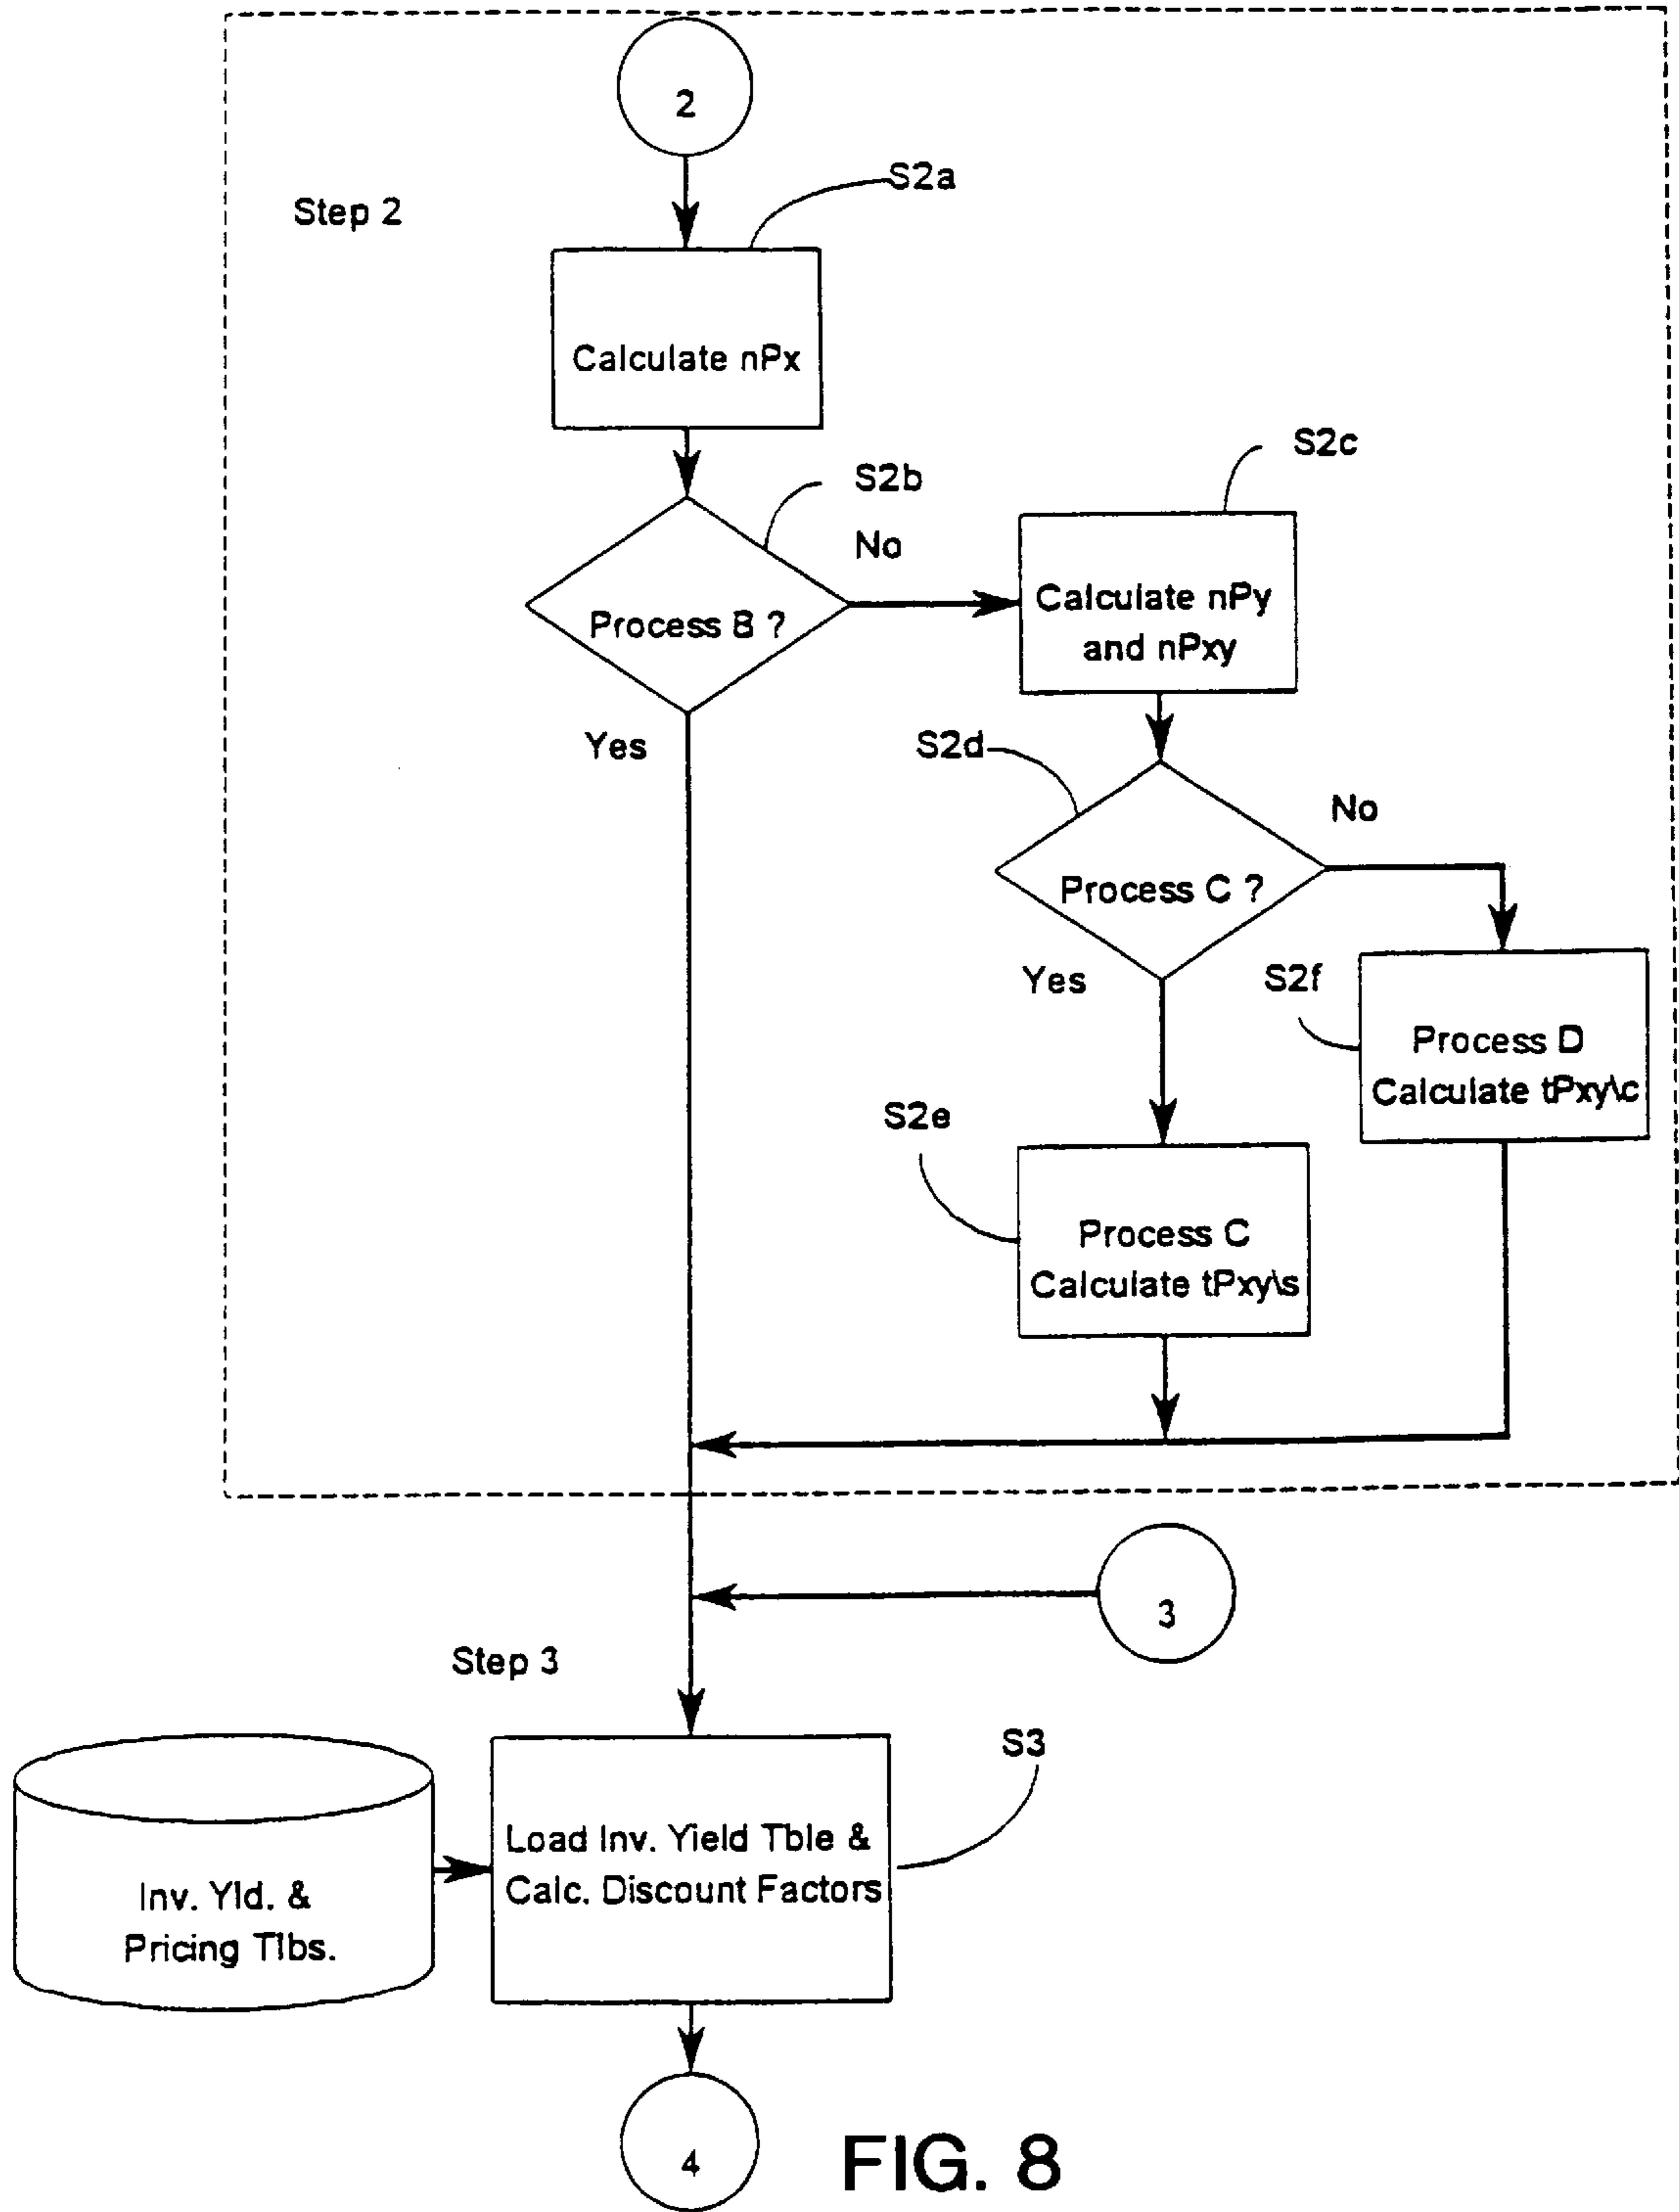 2
S2a
Step 2
Calculate nPx
S2c
S2b
No
Calculate nPy
and nPxy
Process B ?
Yes
S2d
No
Process C ?
Yes
S2f
Process D
Calculate tPxy\c
S2e
Process C
Calculate tPxy\s
3
Step 3
S3
Load Inv. Yield Tble &
Calc. Discount Factors
Inv. Yld. &
Pricing Tlbs.
4
FIG. 8